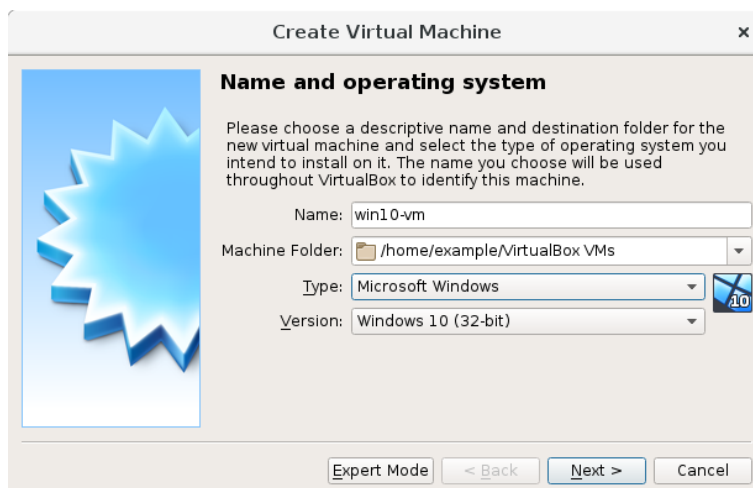 Create Virtual Machine
×
Name and operating system
Please choose a descriptive name and destination folder for the
new virtual machine and select the type of operating system you
intend to install on it. The name you choose will be used
throughout VirtualBox to identify this machine.
Name: win10-vm
Machine Folder: /home/example/VirtualBox VMs
Type: Microsoft Windows
10
Version: Windows 10 (32-bit)
Expert Mode < Back Next > Cancel